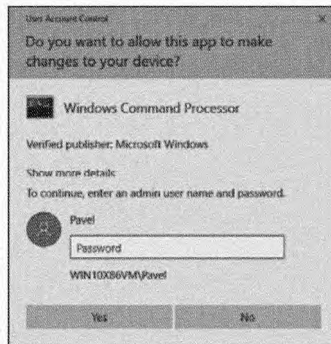 User Account Control
Do you want to allow this app to make
changes to your device?
Windows Command Processor
Verified publisher: Microsoft Windows
Show more details
To continue, enter an admin user name and password.
Pavel
Password
WIN10X86VM\Pavel
Yes
No